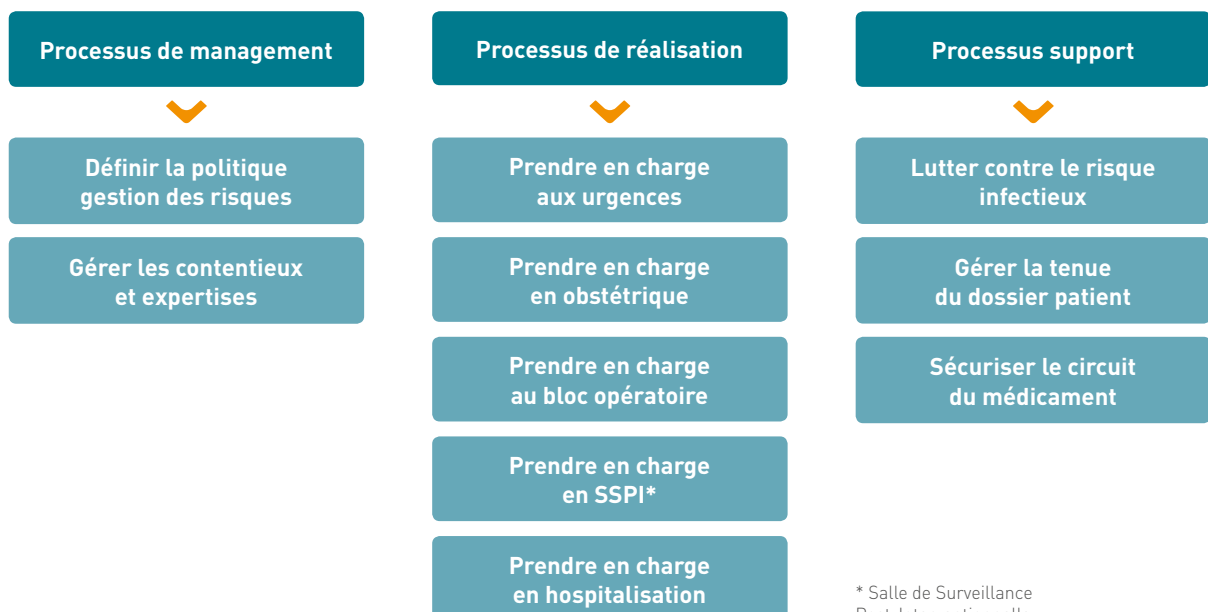 Processus de management
Définir la politique
gestion des risques
Gérer les contentieux
et expertises
Processus de réalisation
Prendre en charge
aux urgences
Prendre en charge
en obstétrique
Prendre en charge
au bloc opératoire
Prendre en charge
en SSPI*
Prendre en charge
en hospitalisation
Processus support
Lutter contre le risque
infectieux
Gérer la tenue
du dossier patient
Sécuriser le circuit
du médicament
* Salle de Surveillance